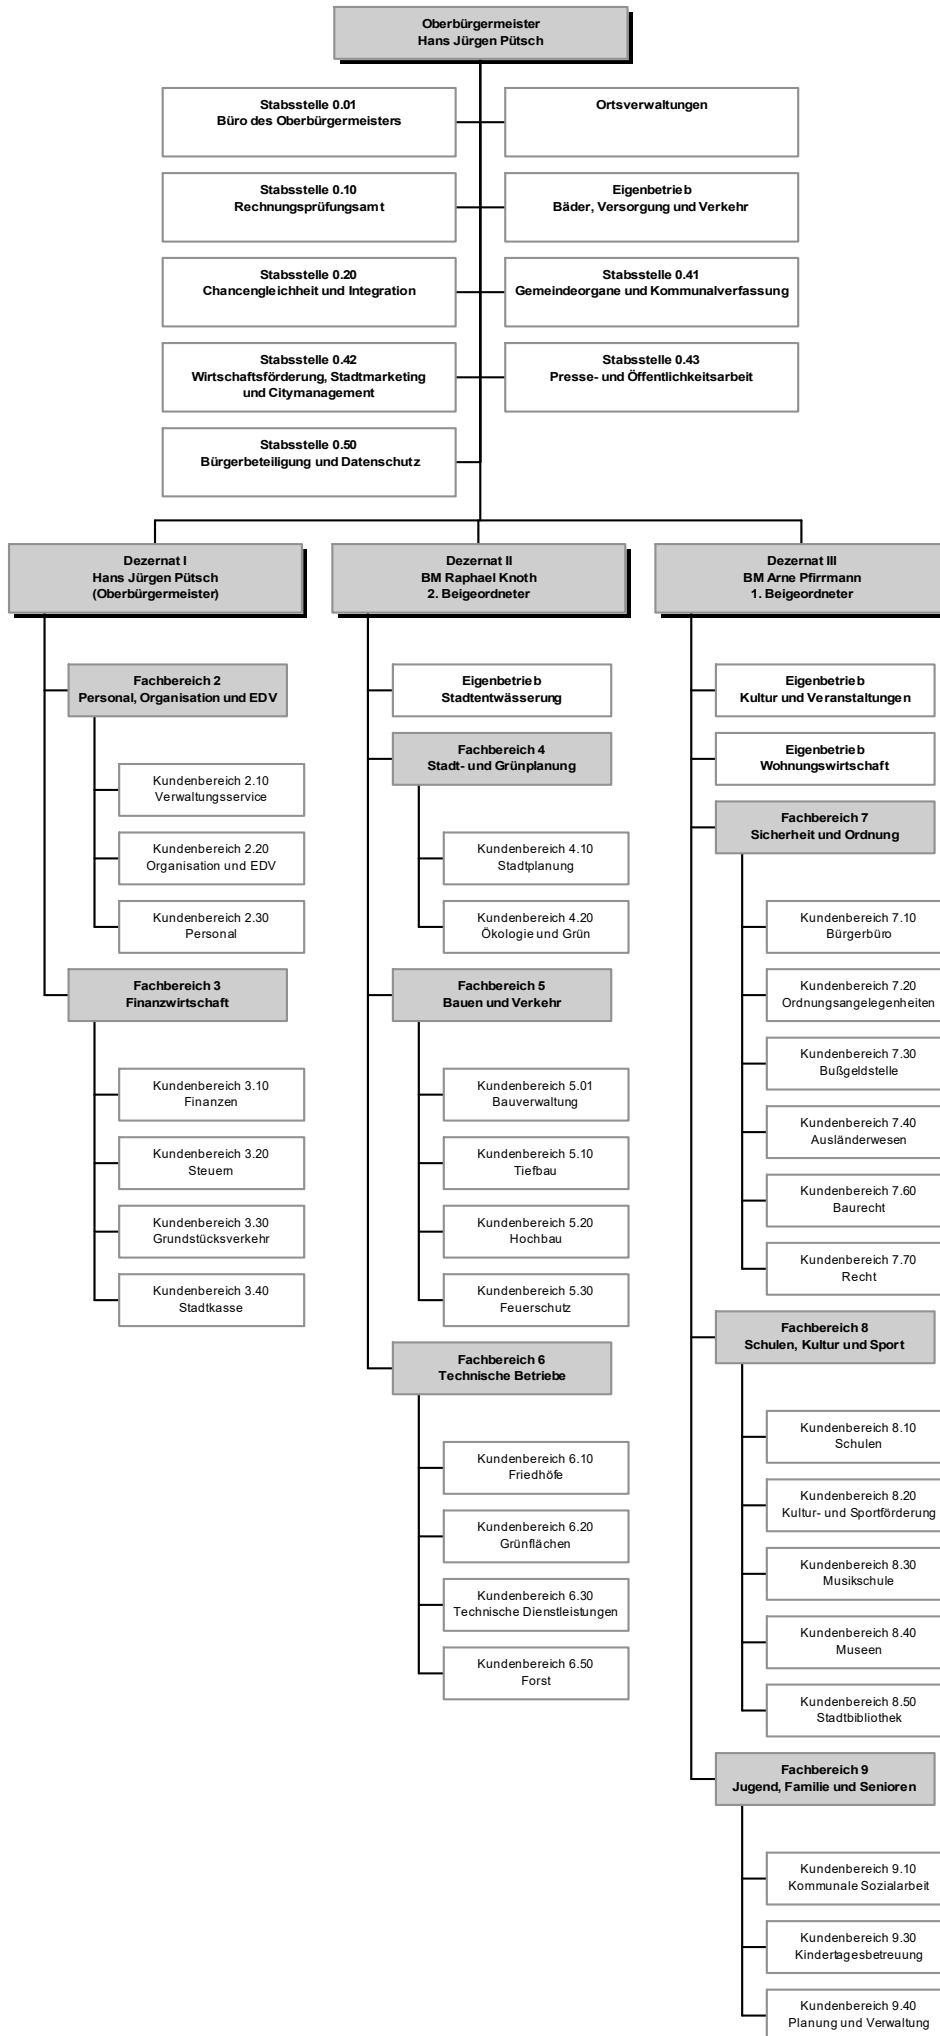 Oberbürgermeister
Hans Jürgen Pütsch
Stabsstelle 0.01
Büro des Oberbürgermeisters
Ortsverwaltungen
Stabsstelle 0.10
Rechnungsprüfungsamt
Eigenbetrieb
Bäder, Versorgung und Verkehr
Stabsstelle 0.20
Chancengleichheit und Integration
Stabsstelle 0.41
Gemeindeorgane und Kommunalverfassung
Stabsstelle 0.42
Wirtschaftsförderung, Stadtmarketing
und Citymanagement
Stabsstelle 0.43
Presse- und Öffentlichkeitsarbeit
Stabsstelle 0.50
Bürgerbeteiligung und Datenschutz
Dezernat I
Hans Jürgen Pütsch
(Oberbürgermeister)
Fachbereich 2
Personal, Organisation und EDV
Kundenbereich 2.10
Verwaltungsservice
Kundenbereich 2.20
Organisation und EDV
Kundenbereich 2.30
Personal
Fachbereich 3
Finanzwirtschaft
Kundenbereich 3.10
Finanzen
Kundenbereich 3.20
Steuern
Kundenbereich 3.30
Grundstücksverkehr
Kundenbereich 3.40
Stadtkasse
Dezernat II
BM Raphael Knoth
2. Beigeordneter
Eigenbetrieb
Stadtentwässerung
Fachbereich 4
Stadt- und Grünplanung
Kundenbereich 4.10
Stadtplanung
Kundenbereich 4.20
Ökologie und Grün
Fachbereich 5
Bauen und Verkehr
Kundenbereich 5.01
Bauverwaltung
Kundenbereich 5.10
Tiefbau
Kundenbereich 5.20
Hochbau
Kundenbereich 5.30
Feuerschutz
Fachbereich 6
Technische Betriebe
Kundenbereich 6.10
Friedhöfe
Kundenbereich 6.20
Grünflächen
Kundenbereich 6.30
Technische Dienstleistungen
Kundenbereich 6.50
Forst
Dezernat III
BM Arne Pfirrmann
1. Beigeordneter
Eigenbetrieb
Kultur und Veranstaltungen
Eigenbetrieb
Wohnungswirtschaft
Fachbereich 7
Sicherheit und Ordnung
Kundenbereich 7.10
Bürgerbüro
Kundenbereich 7.20
Ordnungsangelegenheiten
Kundenbereich 7.30
Bußgeldstelle
Kundenbereich 7.40
Ausländerwesen
Kundenbereich 7.60
Baurecht
Kundenbereich 7.70
Recht
Fachbereich 8
Schulen, Kultur und Sport
Kundenbereich 8.10
Schulen
Kundenbereich 8.20
Kultur- und Sportförderung
Kundenbereich 8.30
Musikschule
Kundenbereich 8.40
Museen
Kundenbereich 8.50
Stadtbibliothek
Fachbereich 9
Jugend, Familie und Senioren
Kundenbereich 9.10
Kommunale Sozialarbeit
Kundenbereich 9.30
Kindertagesbetreuung
Kundenbereich 9.40
Planung und Verwaltung